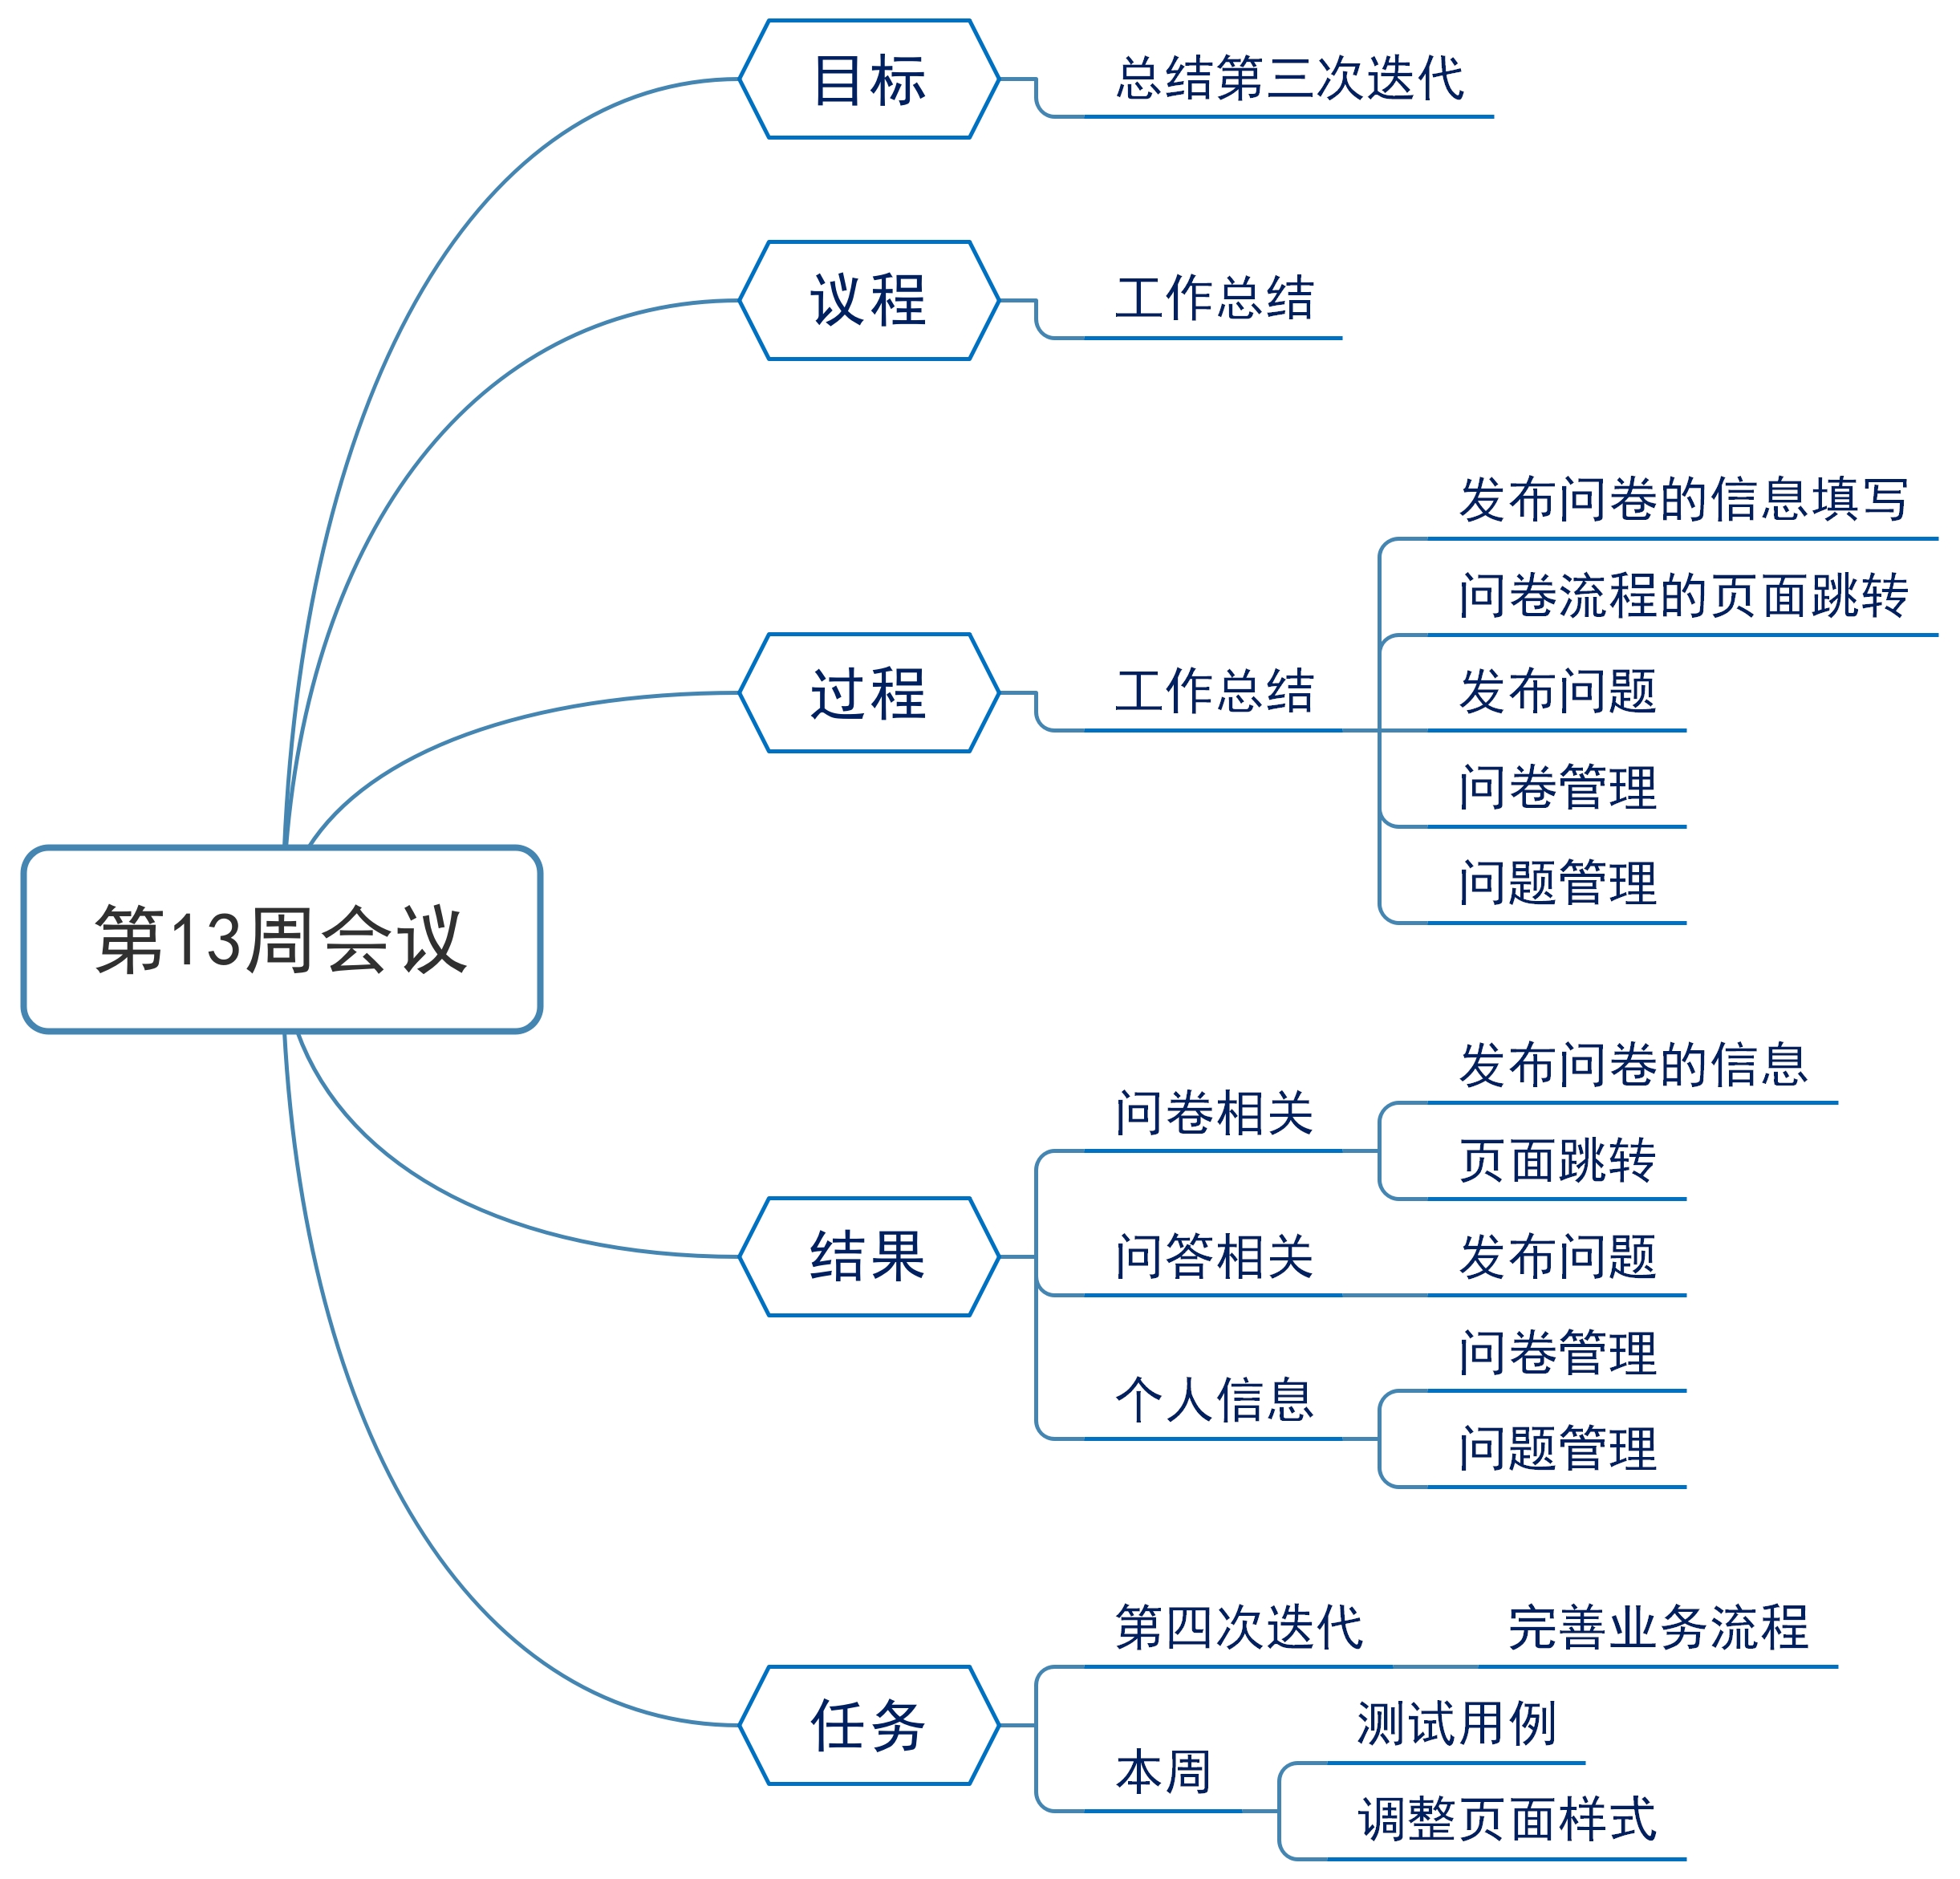 第13周会议
目标
总结第三次迭代
议程
工作总结
过程
工作总结
发布问卷的信息填写
问卷流程的页面跳转
发布问题
问卷管理
问题管理
结果
问卷相关
发布问卷的信息
页面跳转
问答相关
发布问题
个人信息
问卷管理
问题管理
任务
第四次迭代
完善业务流程
本周
测试用例
调整页面样式